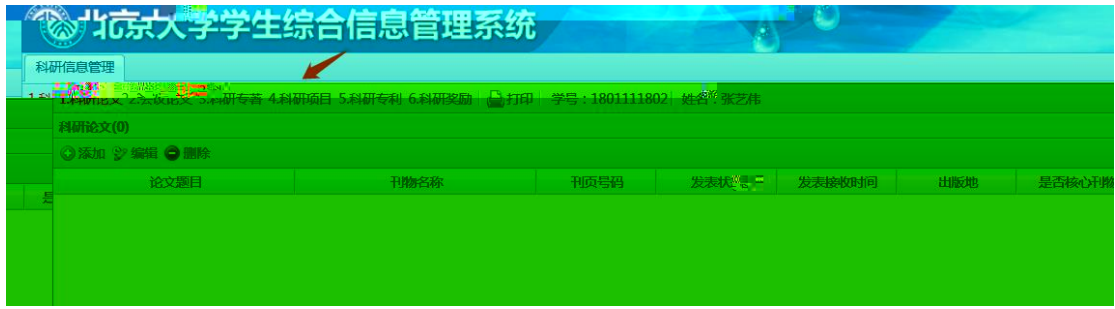 北京大学学生综合信息管理系统
科研信息管理
1.科研论文 2.会议论文 3.科研专著 4.科研项目 5.科研专利 6.科研奖励 打印 学号：1801111802 姓名：张艺伟
科研论文(0)
添加 编辑 删除
论文题目 刊物名称 刊页号码 发表状 发表接收时间 出版地 是否核心刊物